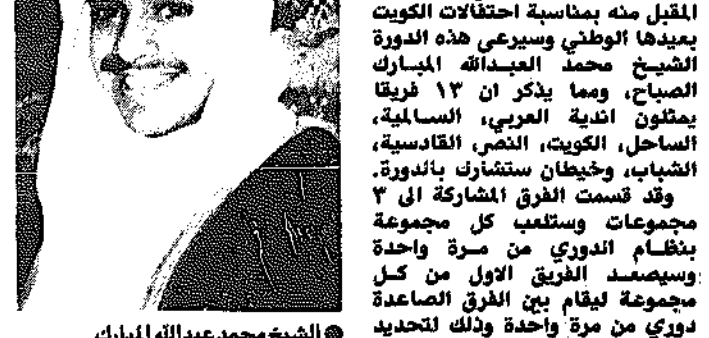 المقبل منه بمناسبة احتفالات الكويت
بعيدها الوطني وسيرعى هذه الدورة
الشيخ محمد العبدالله المبارك
الصباح، ومما يذكر ان ١٣ فريقا
يمثلون اندية العربي، السالمية،
الساحل، الكويت، النصر، القادسية،
الشباب، وخيطان ستشارك بالدورة.
وقد قسمت الفرق المشاركة الى ٣
مجموعات وستلعب كل مجموعة
بنظام الدوري من مرة واحدة
وسيصعد الفريق الاول من كل
مجموعة ليقام بين الفرق الصاعدة
دوري من مرة واحدة وذلك لتحديد
الشيخ محمد عبدالله المبارك